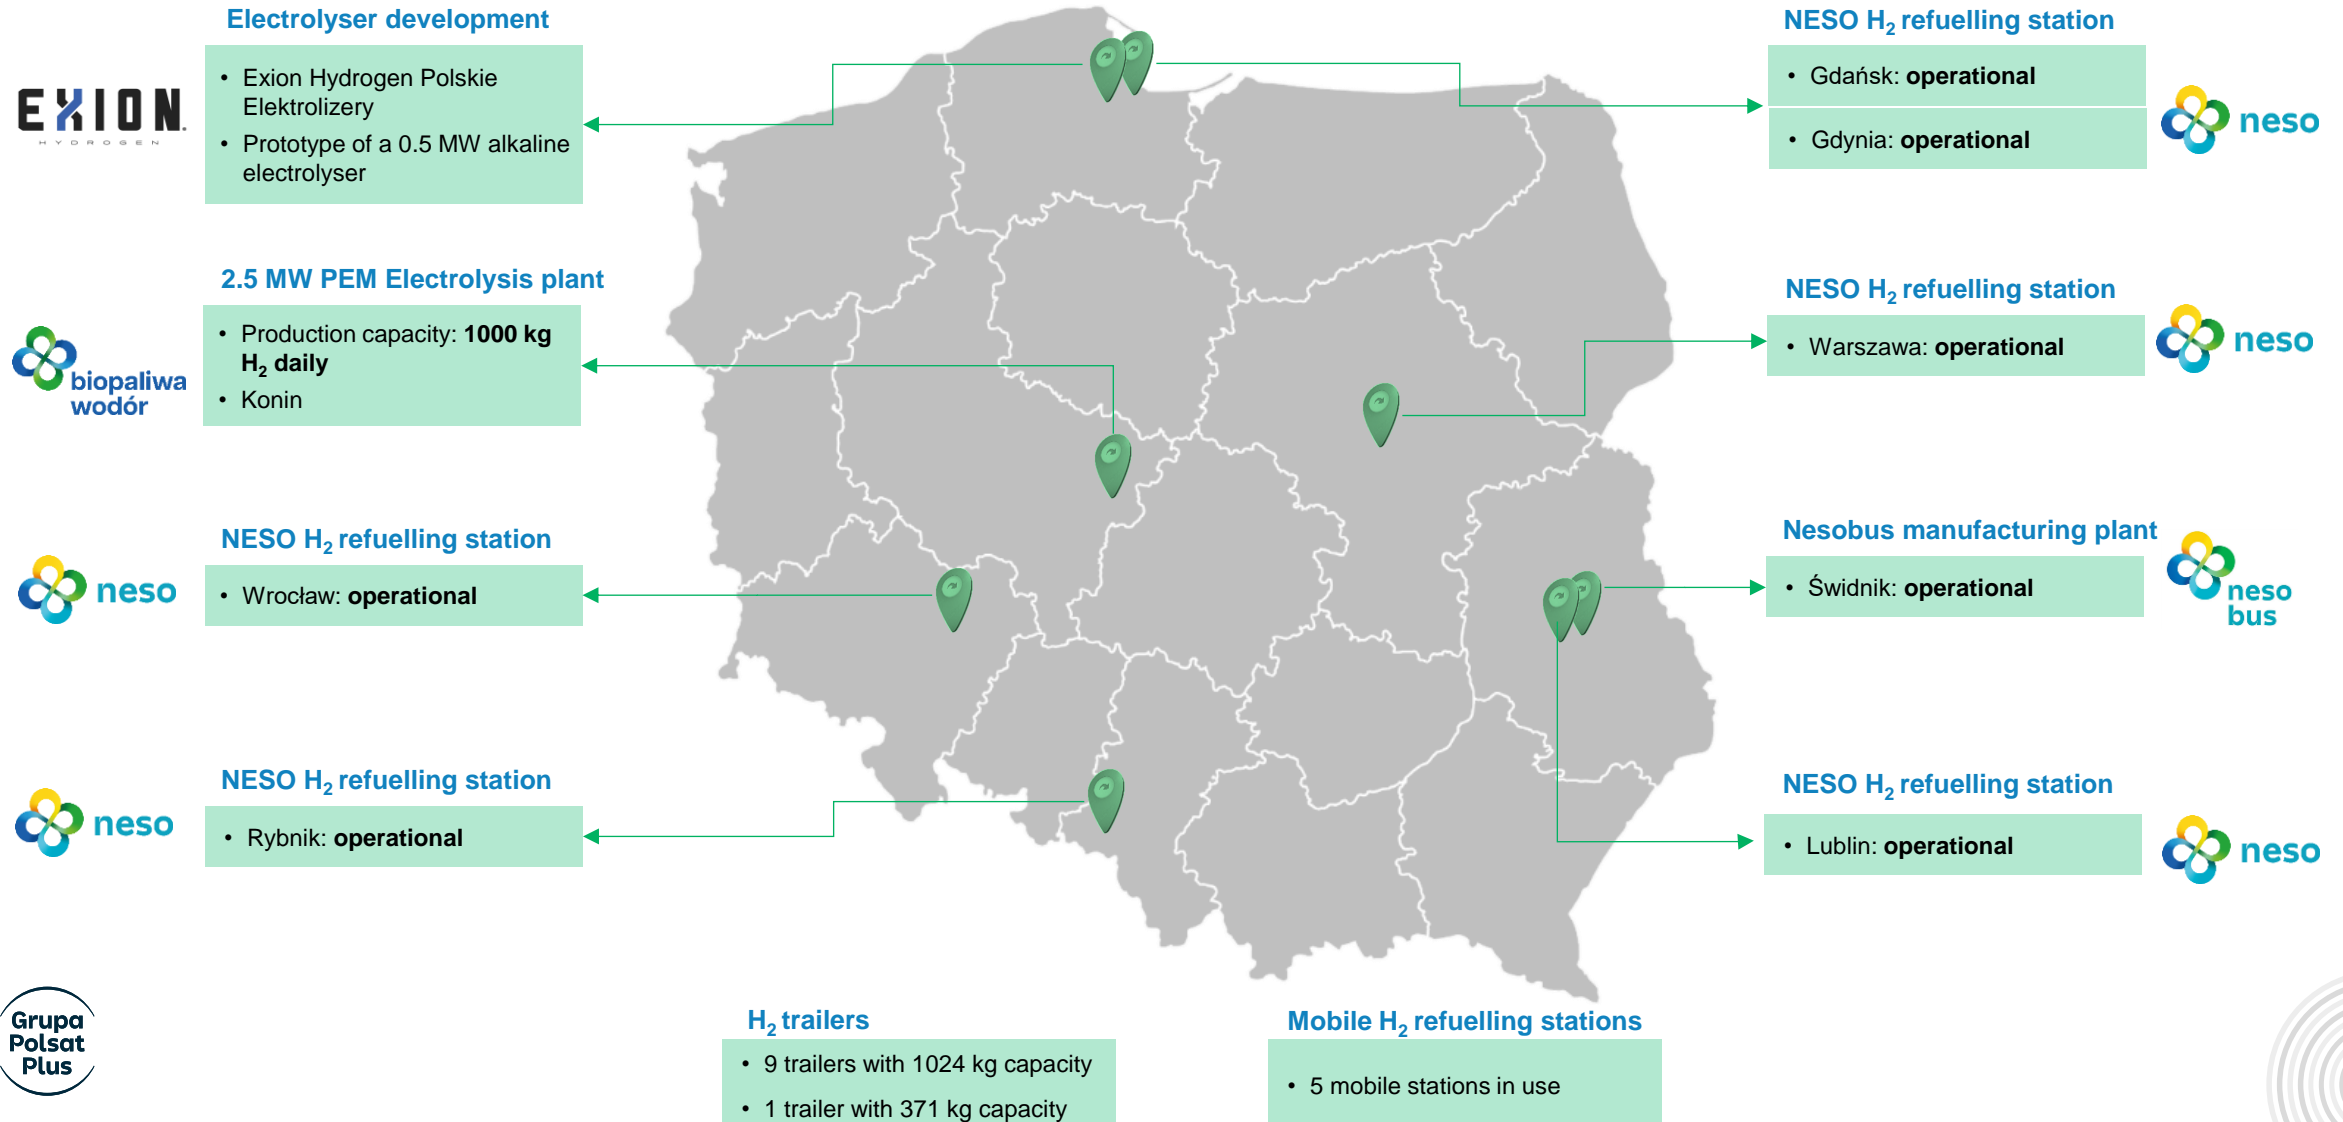 Electrolyser development
EXION
HYDROGEN
• Exion Hydrogen Polskie
Elektrolizery
• Prototype of a 0.5 MW alkaline
electrolyser
2.5 MW PEM Electrolysis plant
biopaliwa
wodór
• Production capacity: 1000 kg
H₂ daily
• Konin
NESO H₂ refuelling station
neso
• Wrocław: operational
NESO H₂ refuelling station
neso
• Rybnik: operational
NESO H₂ refuelling station
• Gdańsk: operational
• Gdynia: operational
neso
NESO H₂ refuelling station
• Warszawa: operational
neso
Nesobus manufacturing plant
• Świdnik: operational
neso
bus
NESO H₂ refuelling station
• Lublin: operational
neso
Grupa
Polsat
Plus
H₂ trailers
• 9 trailers with 1024 kg capacity
• 1 trailer with 371 kg capacity
Mobile H₂ refuelling stations
• 5 mobile stations in use